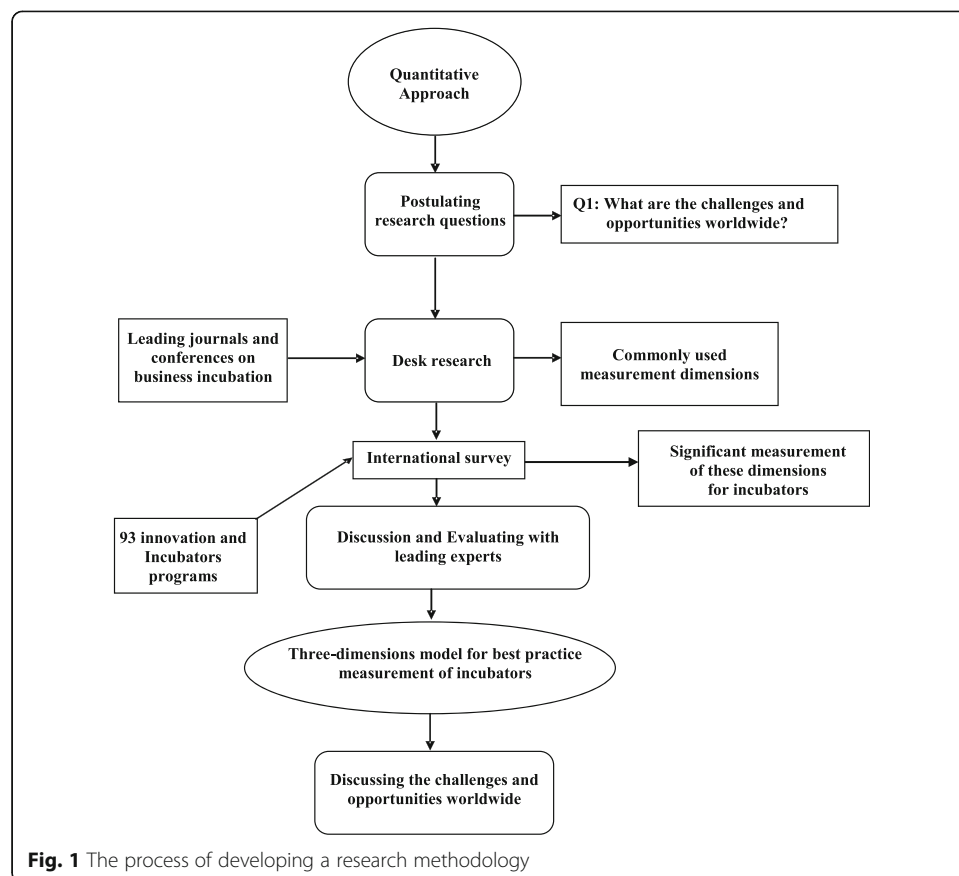 Quantitative
Approach
Postulating
research questions
Q1: What are the challenges and
opportunities worldwide?
Leading journals and
conferences on
business incubation
Desk research
Commonly used
measurement dimensions
International survey
Significant measurement
of these dimensions
for incubators
93 innovation and
Incubators
programs
Discussion and Evaluating with
leading experts
Three-dimensions model for best practice
measurement of incubators
Discussing the challenges and
opportunities worldwide
Fig. 1 The process of developing a research methodology